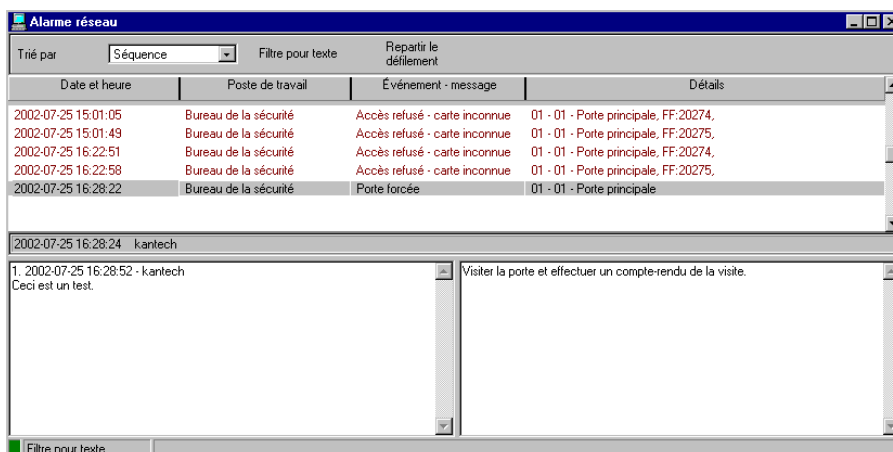 Alarme réseau
Trié par Séquence Filtre pour texte Repartir le défilement
Date et heure Poste de travail Événement - message Détails
2002-07-25 15:01:05 Bureau de la sécurité Accès refusé - carte inconnue 01 - 01 - Porte principale, FF:20274,
2002-07-25 15:01:49 Bureau de la sécurité Accès refusé - carte inconnue 01 - 01 - Porte principale, FF:20275,
2002-07-25 16:22:51 Bureau de la sécurité Accès refusé - carte inconnue 01 - 01 - Porte principale, FF:20274,
2002-07-25 16:22:58 Bureau de la sécurité Accès refusé - carte inconnue 01 - 01 - Porte principale, FF:20275,
2002-07-25 16:28:22 Bureau de la sécurité Porte forcée 01 - 01 - Porte principale
2002-07-25 16:28:24 kantech
1. 2002-07-25 16:28:52 - kantech
Ceci est un test.
Visiter la porte et effectuer un compte-rendu de la visite.
Filtre pour texte